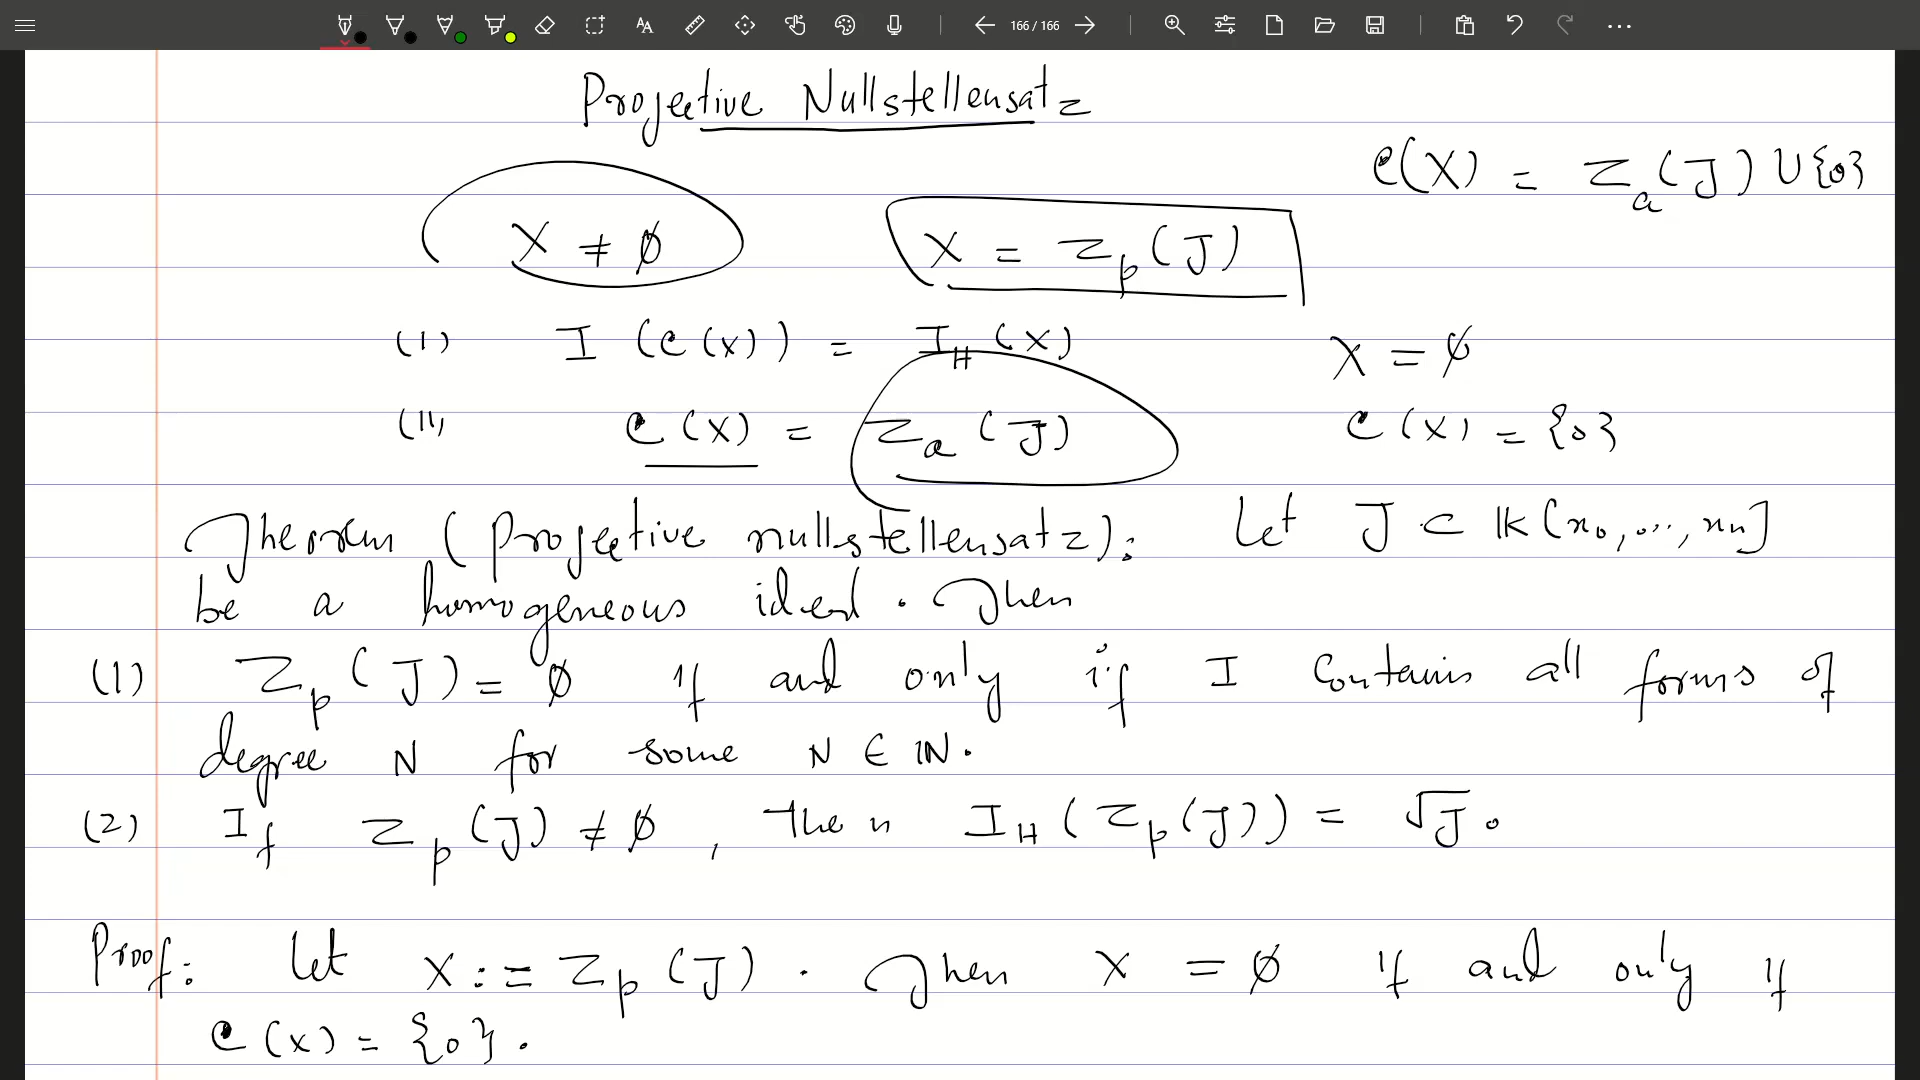 166 / 166
Projective Nullstellensatz
C(X) = Z_a(J) ∪ {0}
X ≠ ∅    X = Z_p(J)
(I) I (C(X)) = I_H (X)    X = ∅
(II) C(X) = Z_a (J)    C(X) = {0}
Theorem (Projective nullstellensatz): Let J ⊂ K[x_0, ..., x_n]
be a homogeneous ideal. Then
(1) Z_p(J) = ∅ if and only if I contains all forms of
degree N for some N ∈ ℕ.
(2) If Z_p(J) ≠ ∅, then I_H(Z_p(J)) = √J.
Proof: Let X := Z_p(J). Then X = ∅ if and only if
C(X) = {0}.